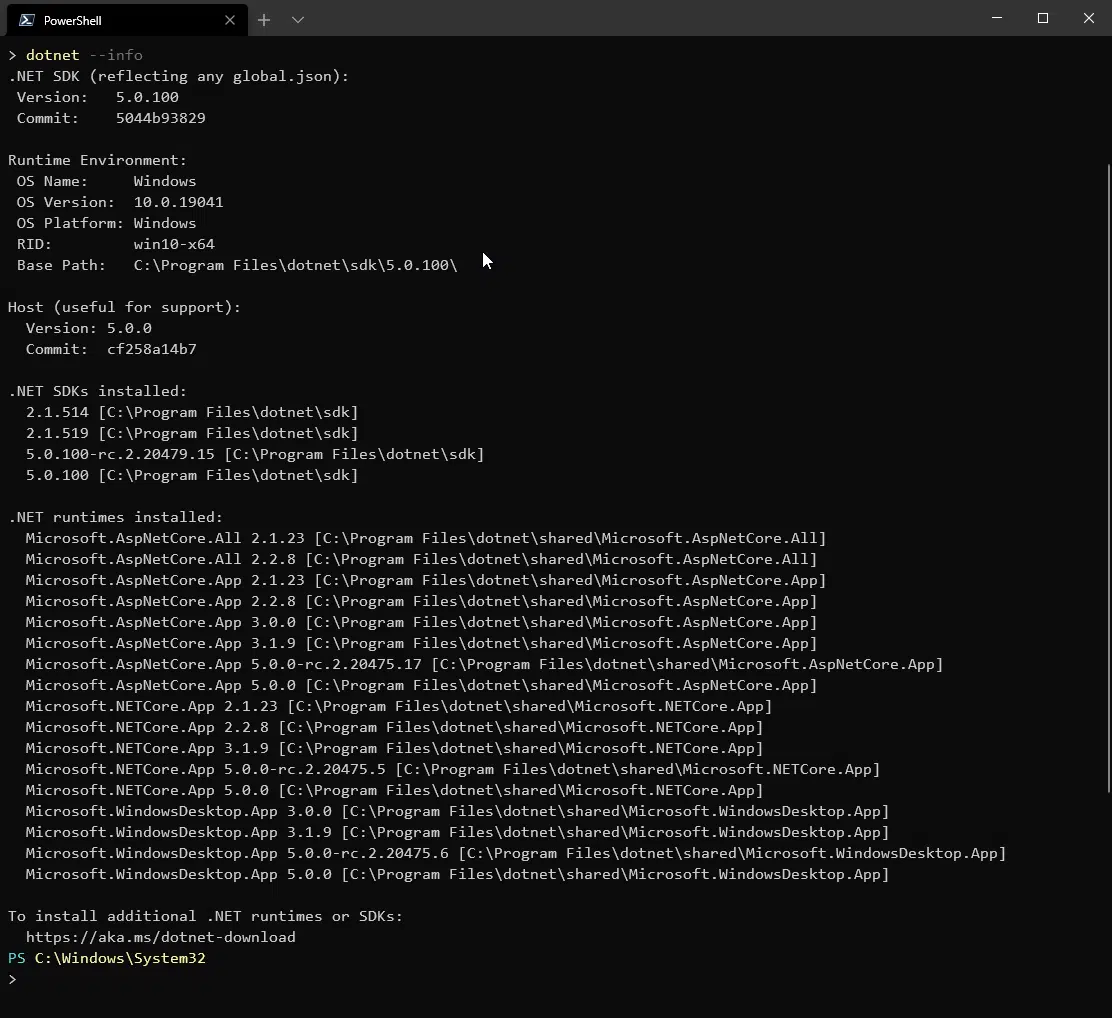 PowerShell
> dotnet --info
.NET SDK (reflecting any global.json):
 Version:   5.0.100
 Commit:    5044b93829

Runtime Environment:
 OS Name:     Windows
 OS Version:  10.0.19041
 OS Platform: Windows
 RID:         win10-x64
 Base Path:   C:\Program Files\dotnet\sdk\5.0.100\

Host (useful for support):
  Version: 5.0.0
  Commit:  cf258a14b7

.NET SDKs installed:
  2.1.514 [C:\Program Files\dotnet\sdk]
  2.1.519 [C:\Program Files\dotnet\sdk]
  5.0.100-rc.2.20479.15 [C:\Program Files\dotnet\sdk]
  5.0.100 [C:\Program Files\dotnet\sdk]

.NET runtimes installed:
  Microsoft.AspNetCore.All 2.1.23 [C:\Program Files\dotnet\shared\Microsoft.AspNetCore.All]
  Microsoft.AspNetCore.All 2.2.8 [C:\Program Files\dotnet\shared\Microsoft.AspNetCore.All]
  Microsoft.AspNetCore.App 2.1.23 [C:\Program Files\dotnet\shared\Microsoft.AspNetCore.App]
  Microsoft.AspNetCore.App 2.2.8 [C:\Program Files\dotnet\shared\Microsoft.AspNetCore.App]
  Microsoft.AspNetCore.App 3.0.0 [C:\Program Files\dotnet\shared\Microsoft.AspNetCore.App]
  Microsoft.AspNetCore.App 3.1.9 [C:\Program Files\dotnet\shared\Microsoft.AspNetCore.App]
  Microsoft.AspNetCore.App 5.0.0-rc.2.20475.17 [C:\Program Files\dotnet\shared\Microsoft.AspNetCore.App]
  Microsoft.AspNetCore.App 5.0.0 [C:\Program Files\dotnet\shared\Microsoft.AspNetCore.App]
  Microsoft.NETCore.App 2.1.23 [C:\Program Files\dotnet\shared\Microsoft.NETCore.App]
  Microsoft.NETCore.App 2.2.8 [C:\Program Files\dotnet\shared\Microsoft.NETCore.App]
  Microsoft.NETCore.App 3.1.9 [C:\Program Files\dotnet\shared\Microsoft.NETCore.App]
  Microsoft.NETCore.App 5.0.0-rc.2.20475.5 [C:\Program Files\dotnet\shared\Microsoft.NETCore.App]
  Microsoft.NETCore.App 5.0.0 [C:\Program Files\dotnet\shared\Microsoft.NETCore.App]
  Microsoft.WindowsDesktop.App 3.0.0 [C:\Program Files\dotnet\shared\Microsoft.WindowsDesktop.App]
  Microsoft.WindowsDesktop.App 3.1.9 [C:\Program Files\dotnet\shared\Microsoft.WindowsDesktop.App]
  Microsoft.WindowsDesktop.App 5.0.0-rc.2.20475.6 [C:\Program Files\dotnet\shared\Microsoft.WindowsDesktop.App]
  Microsoft.WindowsDesktop.App 5.0.0 [C:\Program Files\dotnet\shared\Microsoft.WindowsDesktop.App]

To install additional .NET runtimes or SDKs:
  https://aka.ms/dotnet-download
PS C:\Windows\System32
>